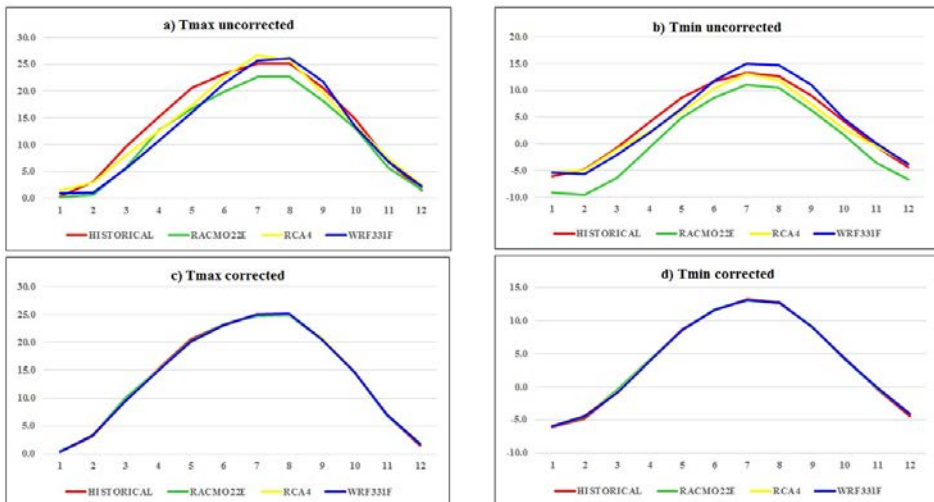 a) Tmax uncorrected
30.0
25.0
20.0
15.0
10.0
5.0
0.0
1 2 3 4 5 6 7 8 9 10 11 12
HISTORICAL RACMO22E RCA4 WRF331F
b) Tmin uncorrected
20.0
15.0
10.0
5.0
0.0
-5.0
-10.0
1 2 3 4 5 6 7 8 9 10 11 12
HISTORICAL RACMO22E RCA4 WRF331F
c) Tmax corrected
30.0
25.0
20.0
15.0
10.0
5.0
0.0
1 2 3 4 5 6 7 8 9 10 11 12
HISTORICAL RACMO22E RCA4 WRF331F
d) Tmin corrected
15.0
10.0
5.0
0.0
-5.0
-10.0
1 2 3 4 5 6 7 8 9 10 11 12
HISTORICAL RACMO22E RCA4 WRF331F